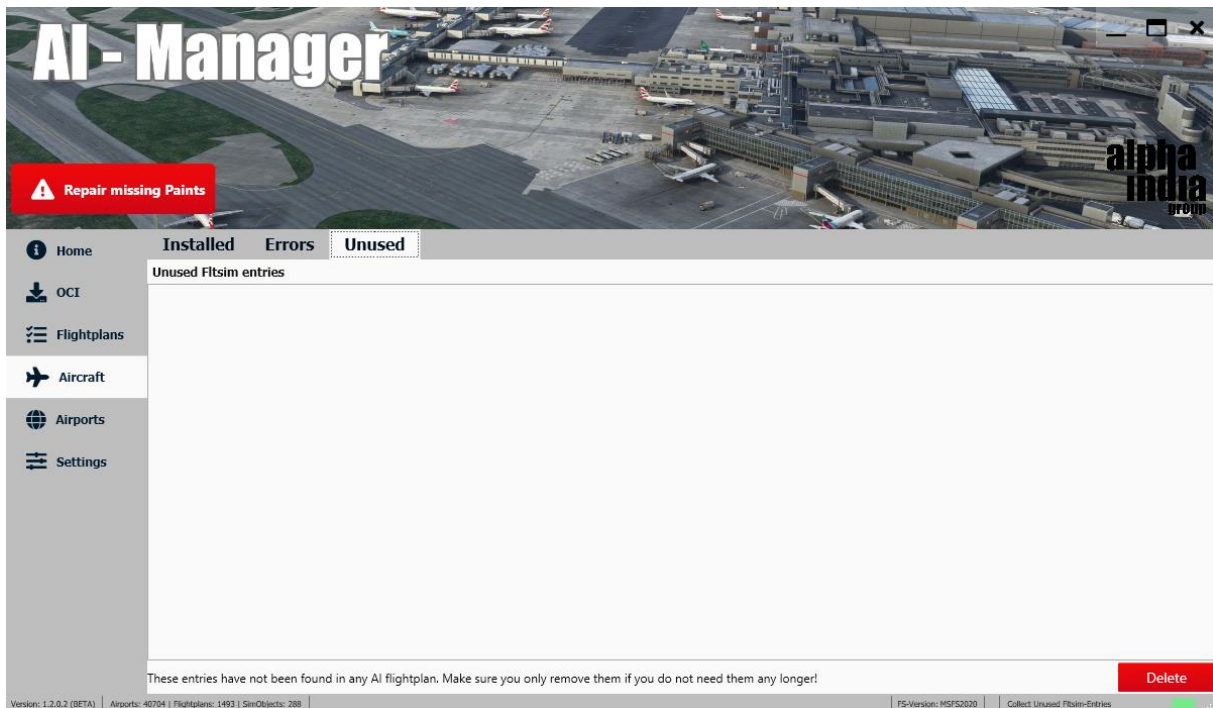 AI - Manager
alpha
india
group
Repair missing Paints
Home
OCI
Flightplans
Aircraft
Airports
Settings
Installed Errors Unused
Unused Fltsim entries
These entries have not been found in any AI flightplan. Make sure you only remove them if you do not need them any longer!
Delete
Version: 1.2.0.2 (BETA) Airports: 40704 | Flightplans: 1493 | SimObjects: 288 FS-Version: MSFS2020 Collect Unused Fltsim-Entries